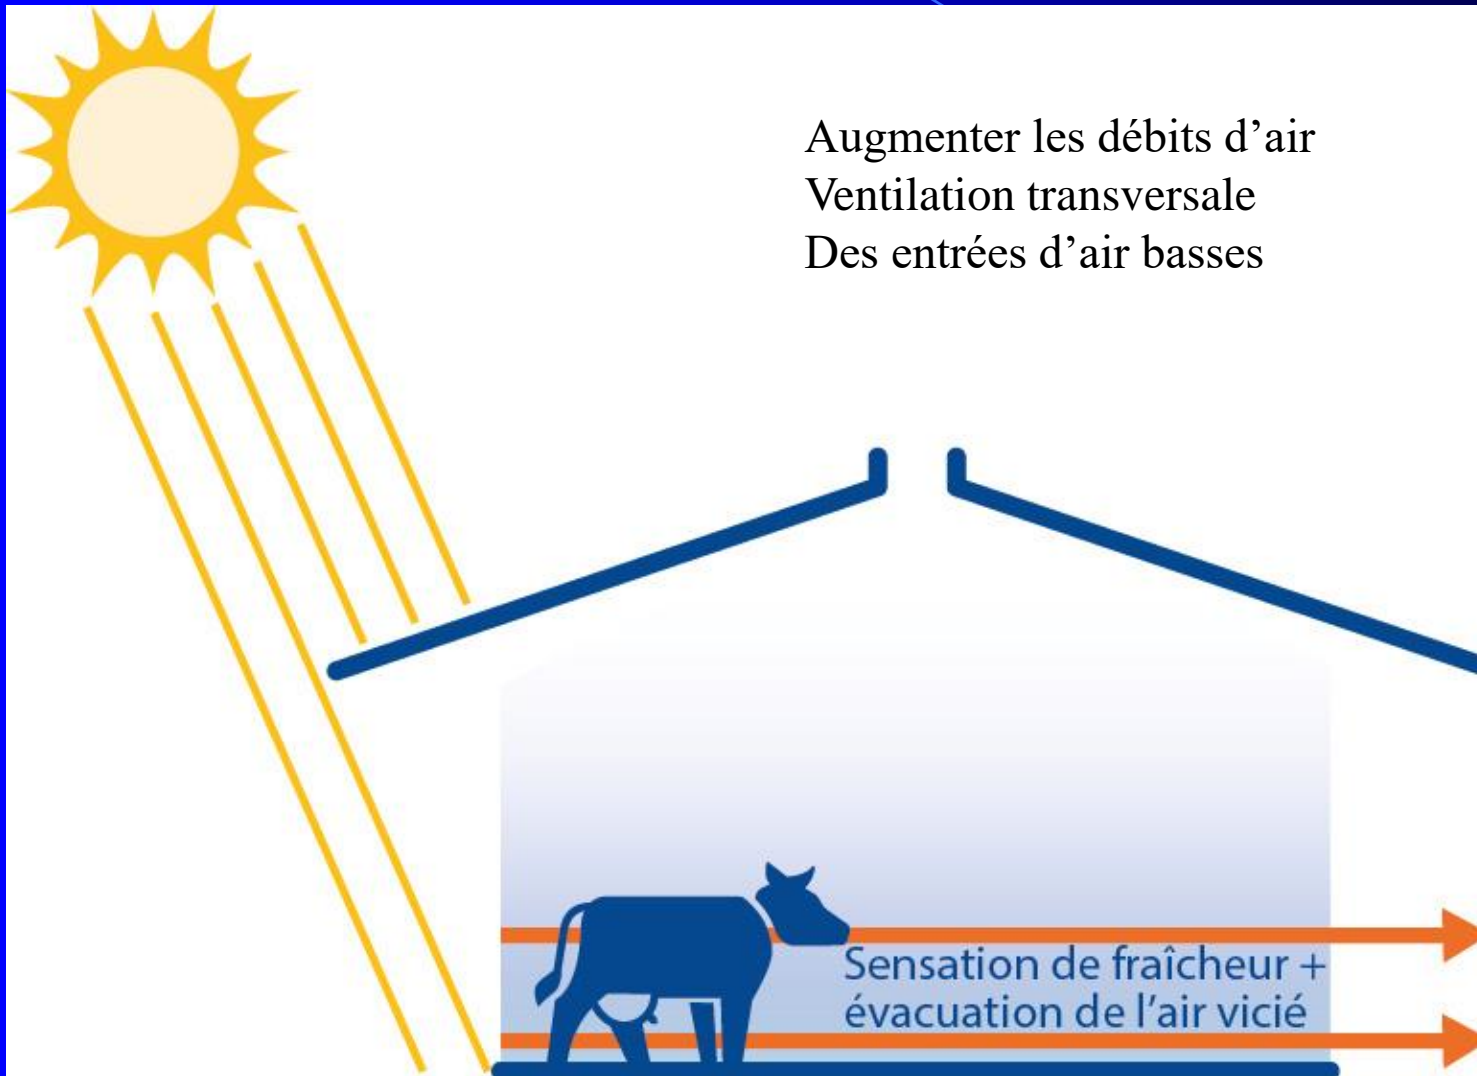 Augmenter les débits d’air
Ventilation transversale
Des entrées d’air basses
Sensation de fraîcheur +
évacuation de l’air vicié